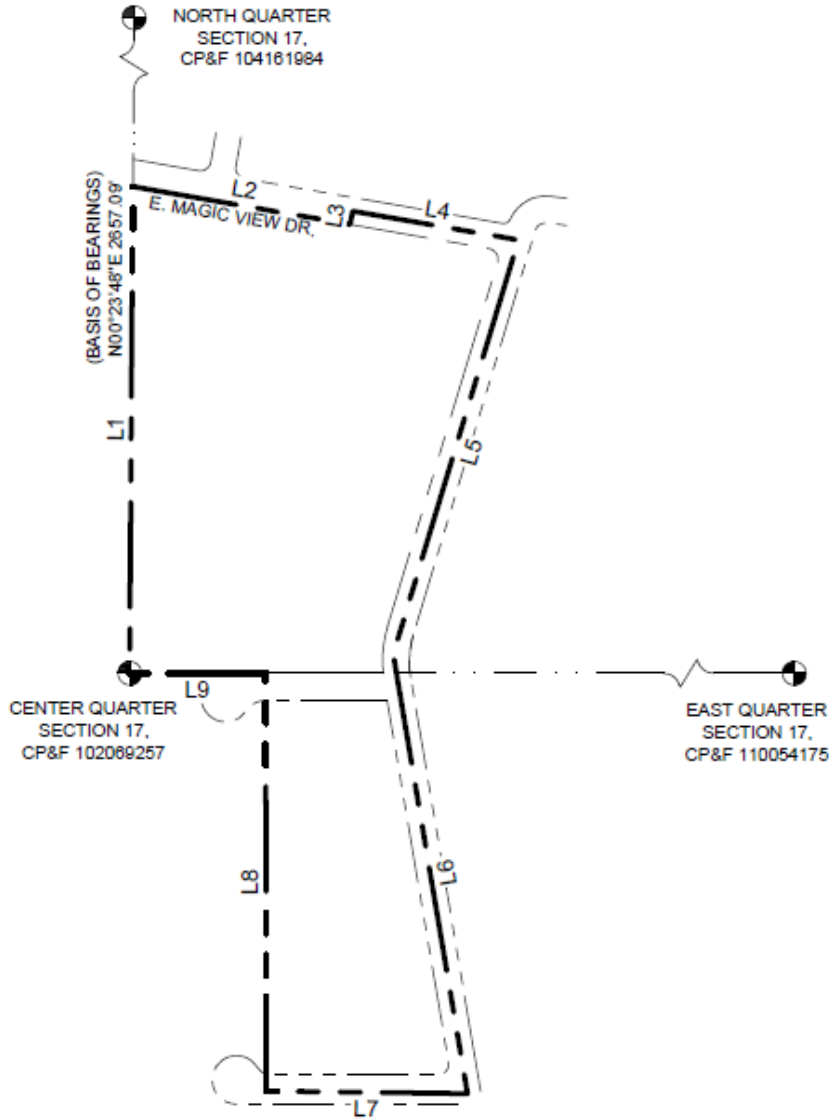 NORTH QUARTER
SECTION 17,
CP&F 104161984
(BASIS OF BEARINGS)
N00°23'48"E 2657.09'
L2
E. MAGIC VIEW DR.
L3
L4
L1
L5
L9
CENTER QUARTER
SECTION 17,
CP&F 102069257
EAST QUARTER
SECTION 17,
CP&F 110054175
L8
L6
L7